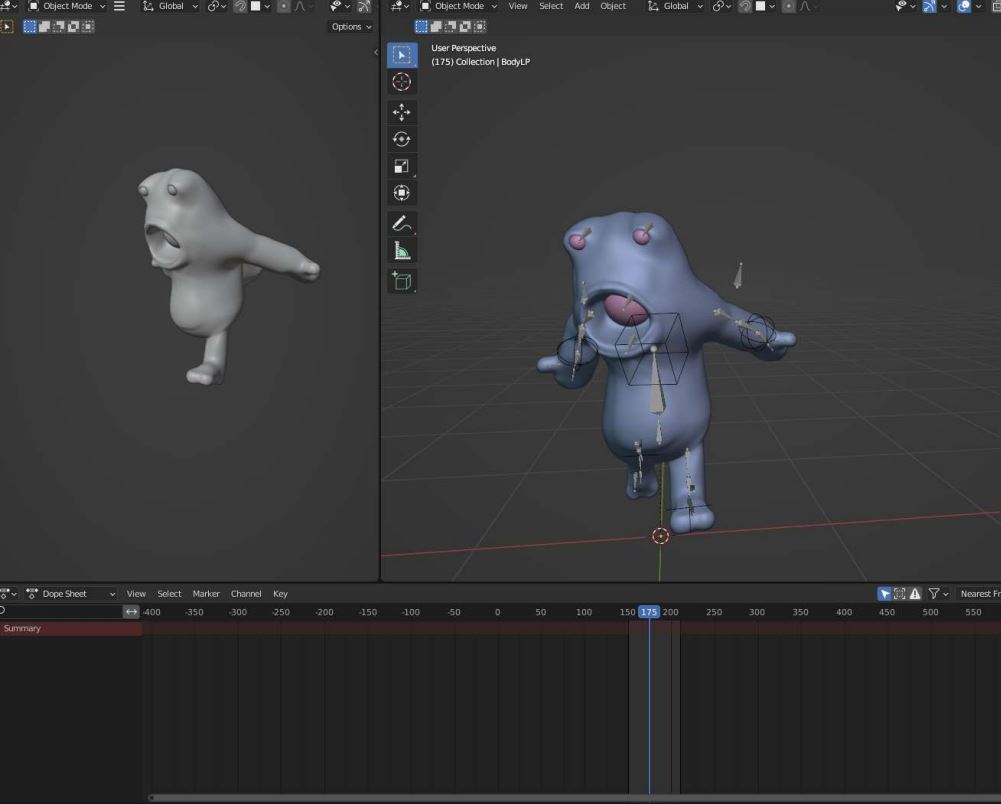 Object Mode Global
Options
Object Mode View Select Add Object Global
User Perspective
(175) Collection | BodyLP
Dope Sheet View Select Marker Channel Key Nearest Fr
-400 -350 -300 -250 -200 -150 -100 -50 0 50 100 150 175 200 250 300 350 400 450 500 550
Summary